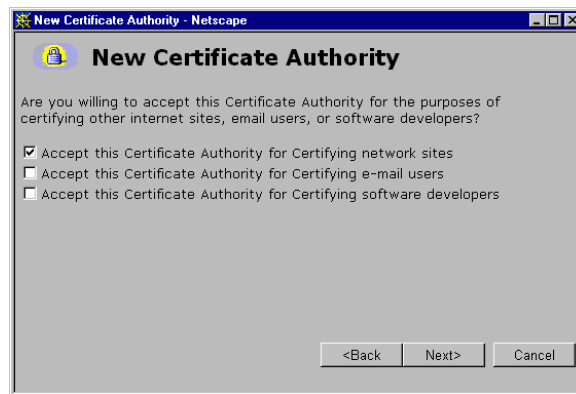 New Certificate Authority - Netscape
New Certificate Authority
Are you willing to accept this Certificate Authority for the purposes of
certifying other internet sites, email users, or software developers?
Accept this Certificate Authority for Certifying network sites
Accept this Certificate Authority for Certifying e-mail users
Accept this Certificate Authority for Certifying software developers
<Back Next> Cancel